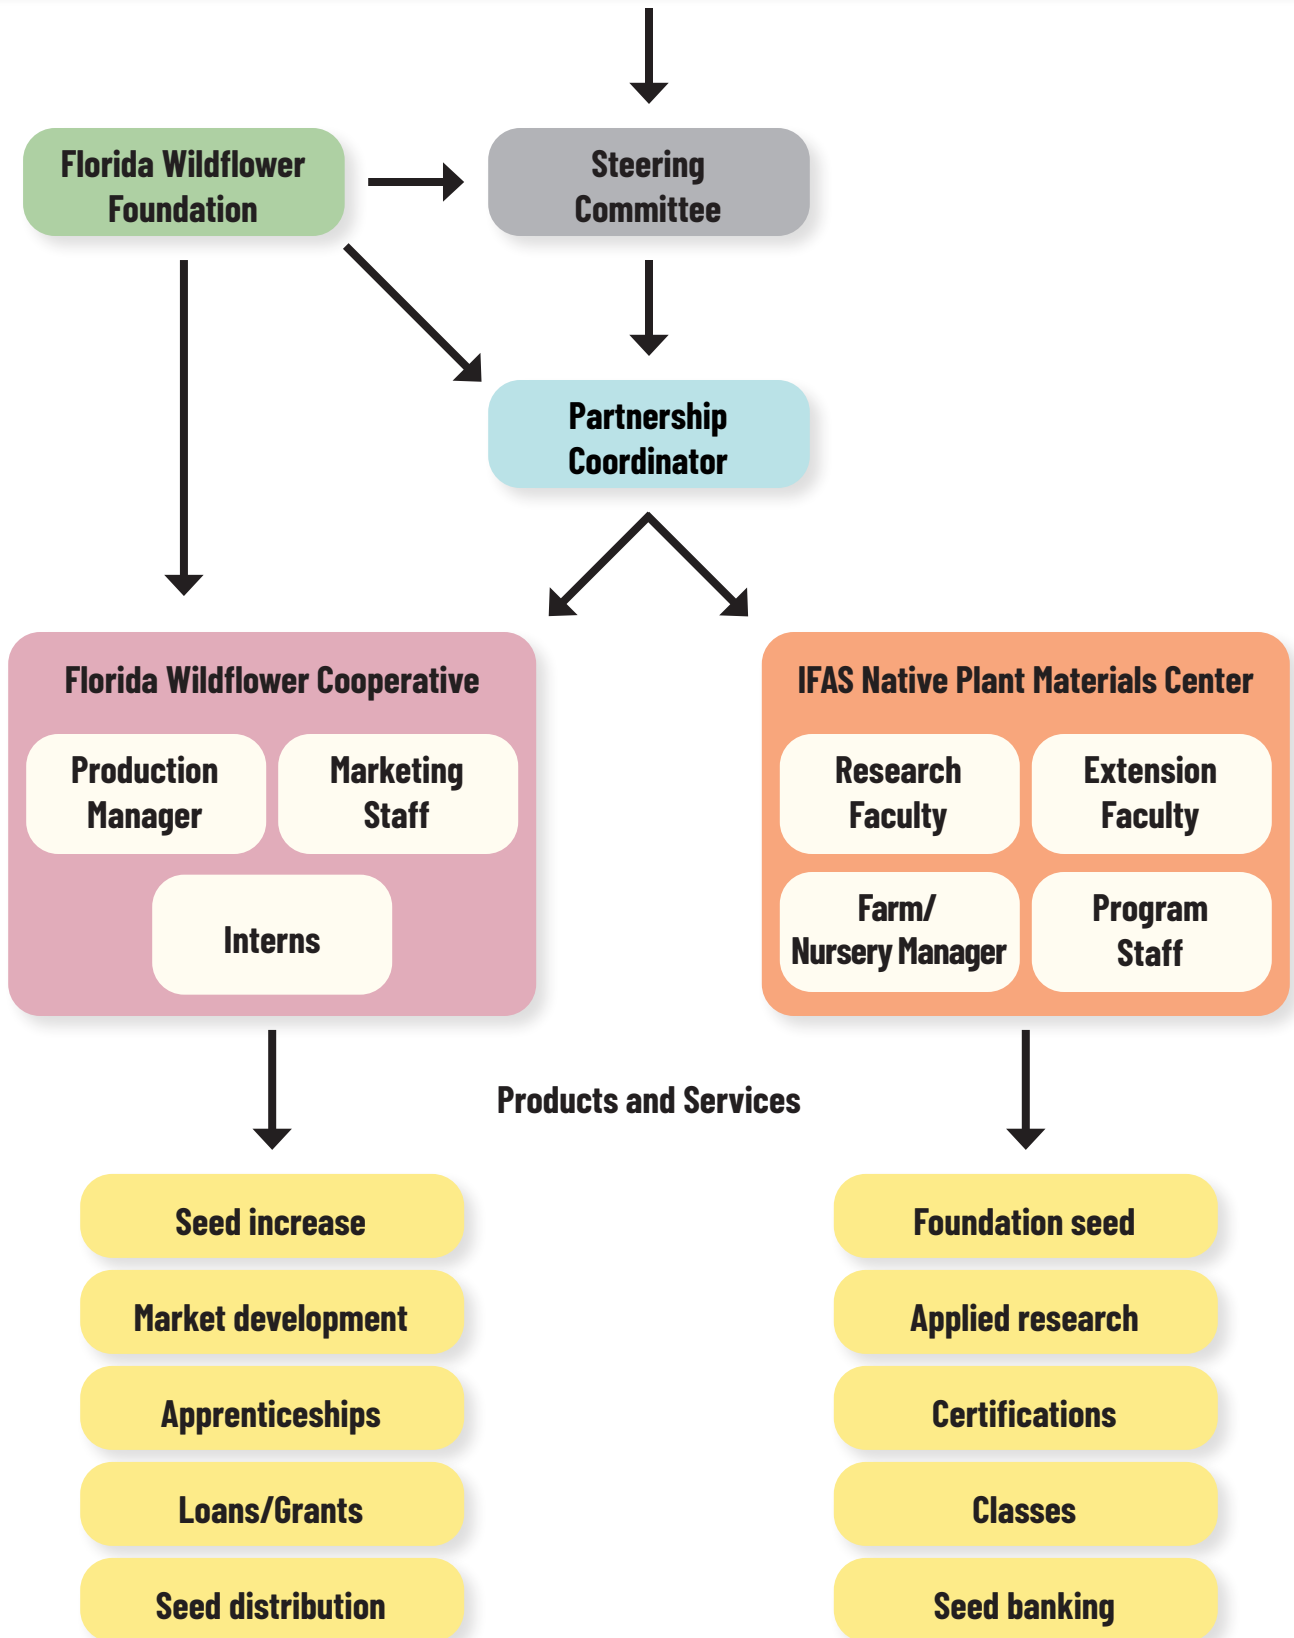 Florida Wildflower
Foundation
Steering
Committee
Partnership
Coordinator
Florida Wildflower Cooperative
Production
Manager
Marketing
Staff
Interns
IFAS Native Plant Materials Center
Research
Faculty
Extension
Faculty
Farm/
Nursery Manager
Program
Staff
Products and Services
Seed increase
Market development
Apprenticeships
Loans/Grants
Seed distribution
Foundation seed
Applied research
Certifications
Classes
Seed banking